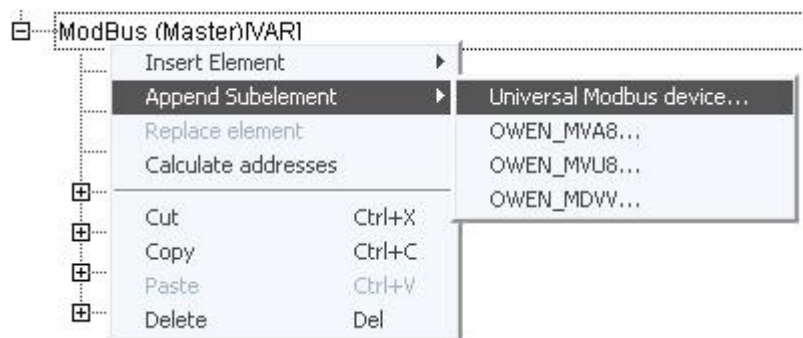 ModBus (Master)[VAR]
Insert Element
Append Subelement
Replace element
Calculate addresses
Cut Ctrl+X
Copy Ctrl+C
Paste Ctrl+V
Delete Del
Universal Modbus device...
OWEN_MVA8...
OWEN_MVU8...
OWEN_MDVV...